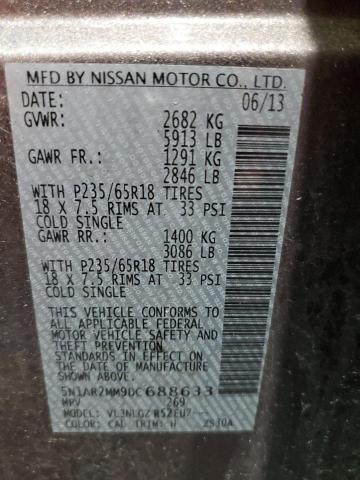 MFD BY NISSAN MOTOR CO., LTD.
DATE: 06/13
GVWR: 2682 KG
5913 LB
GAWR FR: 1291 KG
2846 LB
WITH P235/65R18 TIRES
18 X 7.5 RIMS AT 33 PSI
COLD SINGLE
GAWR RR: 1400 KG
3086 LB
WITH P235/65R18 TIRES
18 X 7.5 RIMS AT 33 PSI
COLD SINGLE
THIS VEHICLE CONFORMS TO
ALL APPLICABLE FEDERAL
MOTOR VEHICLE SAFETY
AND THEFT PREVENTION
STANDARDS IN EFFECT ON
THE DATE OF MANUFACTURE
SHOWN ABOVE.
5N1AR2MM9DC688633
MPV 269
MODEL:
COLOR: CAC TRIM: H 2S30A